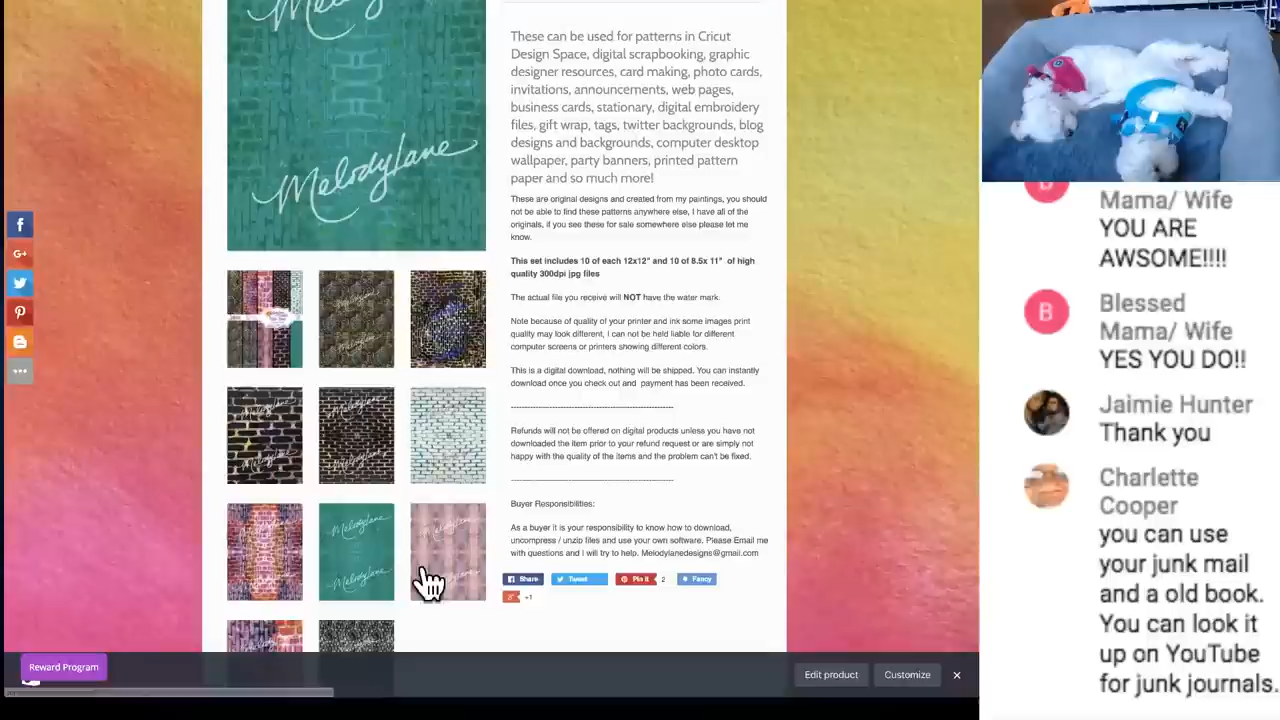 MelodyLane
MelodyLane
These can be used for patterns in Cricut
Design Space, digital scrapbooking, graphic
designer resources, card making, photo cards,
invitations, announcements, web pages,
business cards, stationary, digital embroidery
files, gift wrap, tags, twitter backgrounds, blog
designs and backgrounds, computer desktop
wallpaper, party banners, printed pattern
paper and so much more!
These are original designs and created from my paintings, you should
not be able to find these patterns anywhere else, I have all of the
originals, if you see these for sale somewhere else please let me
know.
This set includes 10 of each 12x12" and 10 of 8.5x 11" of high
quality 300dpi jpg files
The actual file you receive will NOT have the water mark.
Note because of quality of your printer and ink some images print
quality may look different, I can not be held liable for different
computer screens or printers showing different colors.
This is a digital download, nothing will be shipped. You can instantly
download once you check out and payment has been received.
------------------------------------------------------------
Refunds will not be offered on digital products unless you have not
downloaded the item prior to your refund request or are simply not
happy with the quality of the items and the problem can't be fixed.
------------------------------------------------------------
Buyer Responsibilities:
As a buyer it is your responsibility to know how to download,
uncompress / unzip files and use your own software. Please Email me
with questions and I will try to help. Melodylanedesigns@gmail.com
Share
Tweet
Pin it 2
Fancy
+1
MelodyLane
MelodyLane
Reward Program
Edit product
Customize
×
B
Mama/ Wife
YOU ARE
AWSOME!!!!
B
Blessed
Mama/ Wife
YES YOU DO!!
Jaimie Hunter
Thank you
Charlette
Cooper
you can use
your junk mail
and a old book.
You can look it
up on YouTube
for junk journals.